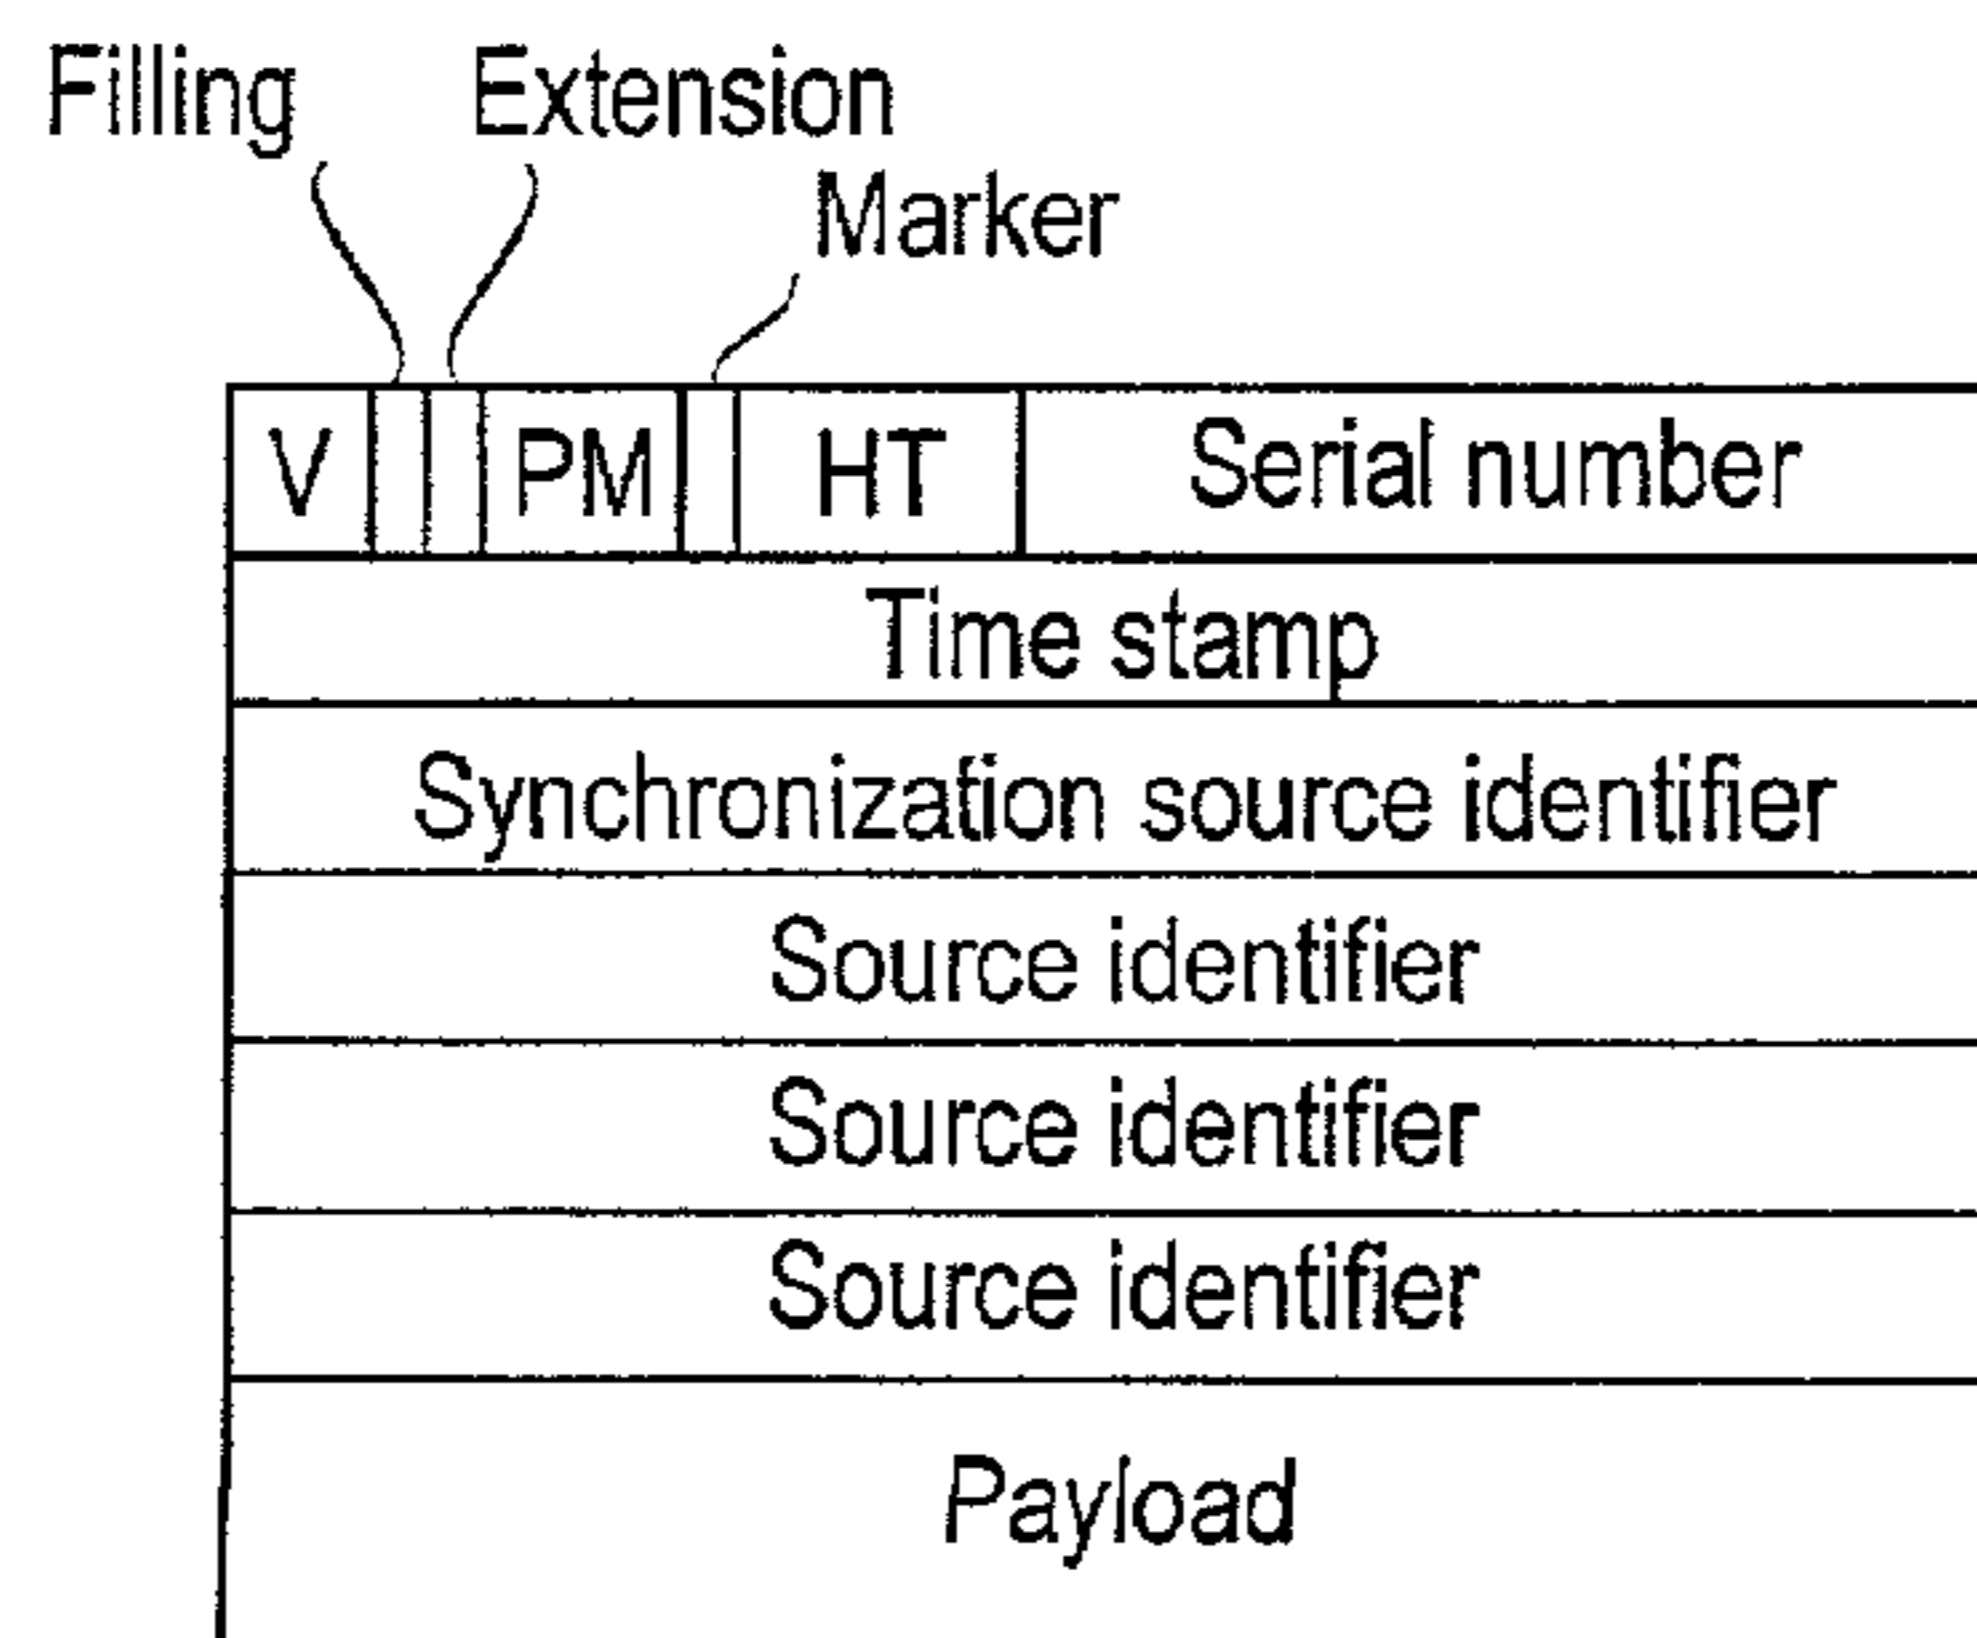 Filling Extension
Marker
V PM HT Serial number
Time stamp
Synchronization source identifier
Source identifier
Source identifier
Source identifier
Payload